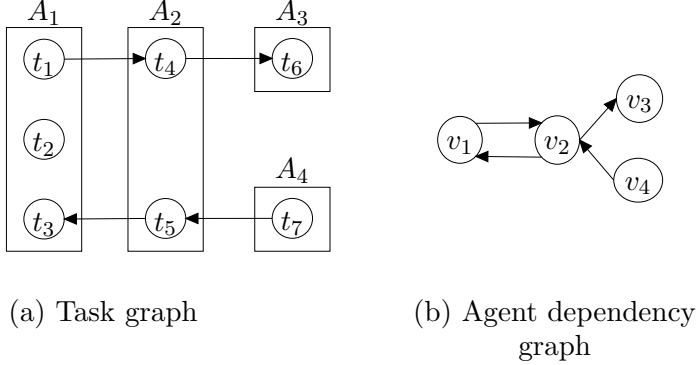 A1 A2 A3
t1 t4 t6
t2
A4
t3 t5 t7
v3
v1 v2
v4
(a) Task graph
(b) Agent dependency
graph